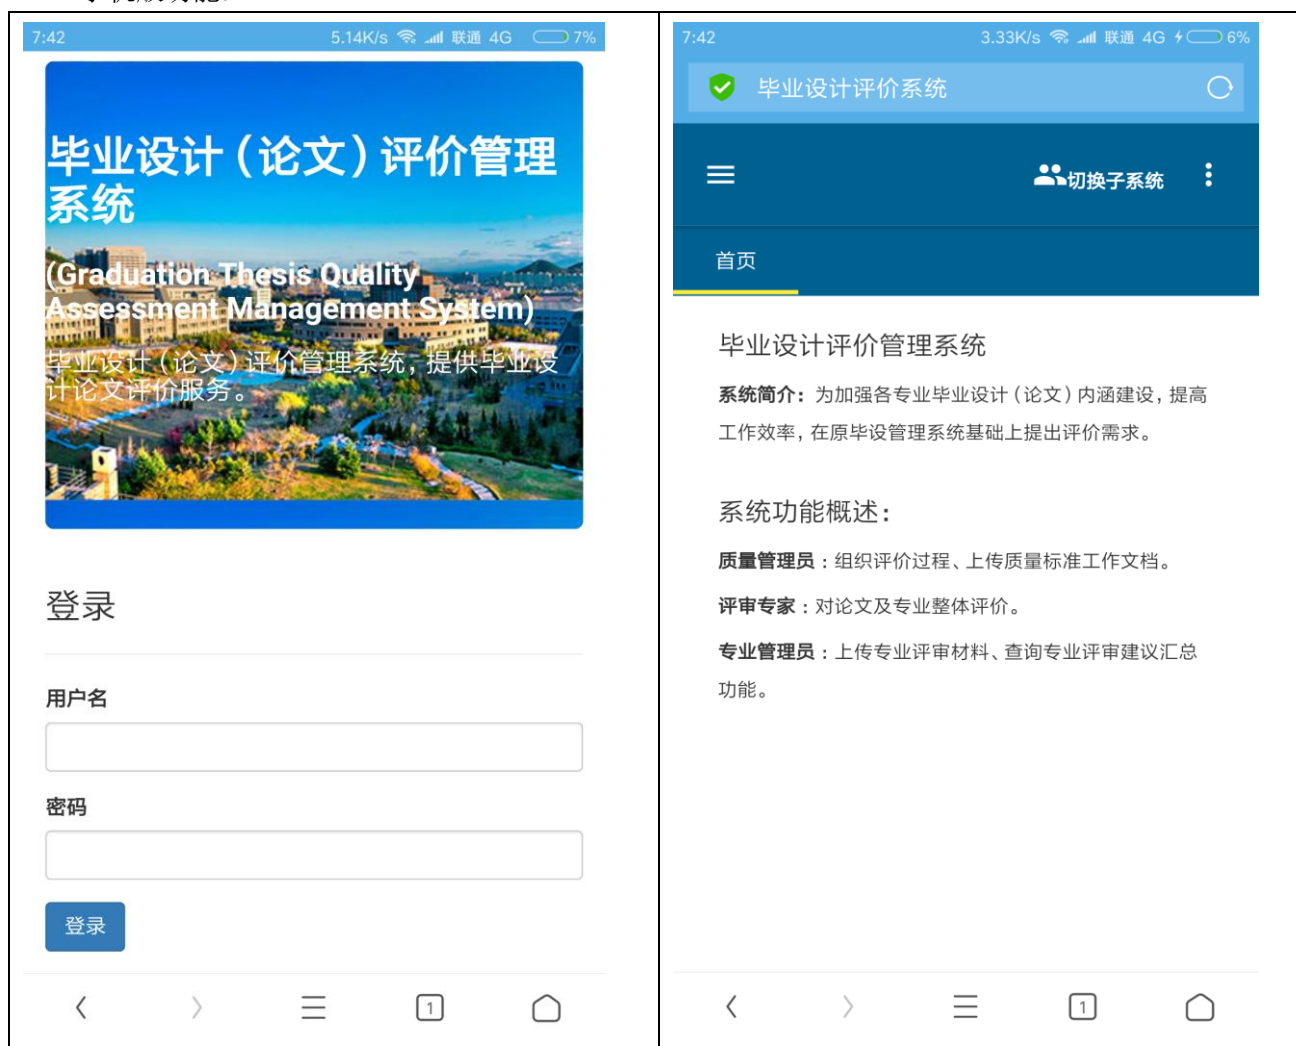 7:42
5.14K/s 联通 4G 7%
毕业设计（论文）评价管理
系统
(Graduation Thesis Quality
Assessment Management System)
毕业设计（论文）评价管理系统，提供毕业设
计论文评价服务。
登录
用户名
密码
登录
1
7:42
3.33K/s 联通 4G 6%
毕业设计评价系统
切换子系统
首页
毕业设计评价管理系统
系统简介：为加强各专业毕业设计（论文）内涵建设，提高
工作效率，在原毕设管理系统基础上提出评价需求。
系统功能概述：
质量管理员：组织评价过程、上传质量标准工作文档。
评审专家：对论文及专业整体评价。
专业管理员：上传专业评审材料、查询专业评审建议汇总
功能。
1